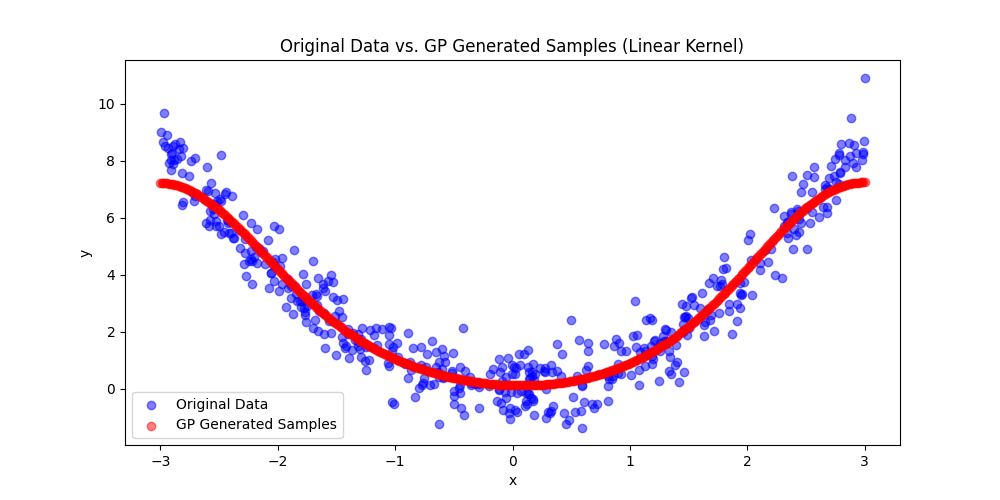 Original Data vs. GP Generated Samples (Linear Kernel)
y
10
8
6
4
2
0
Original Data
GP Generated Samples
−3 −2 −1 0 1 2 3
x